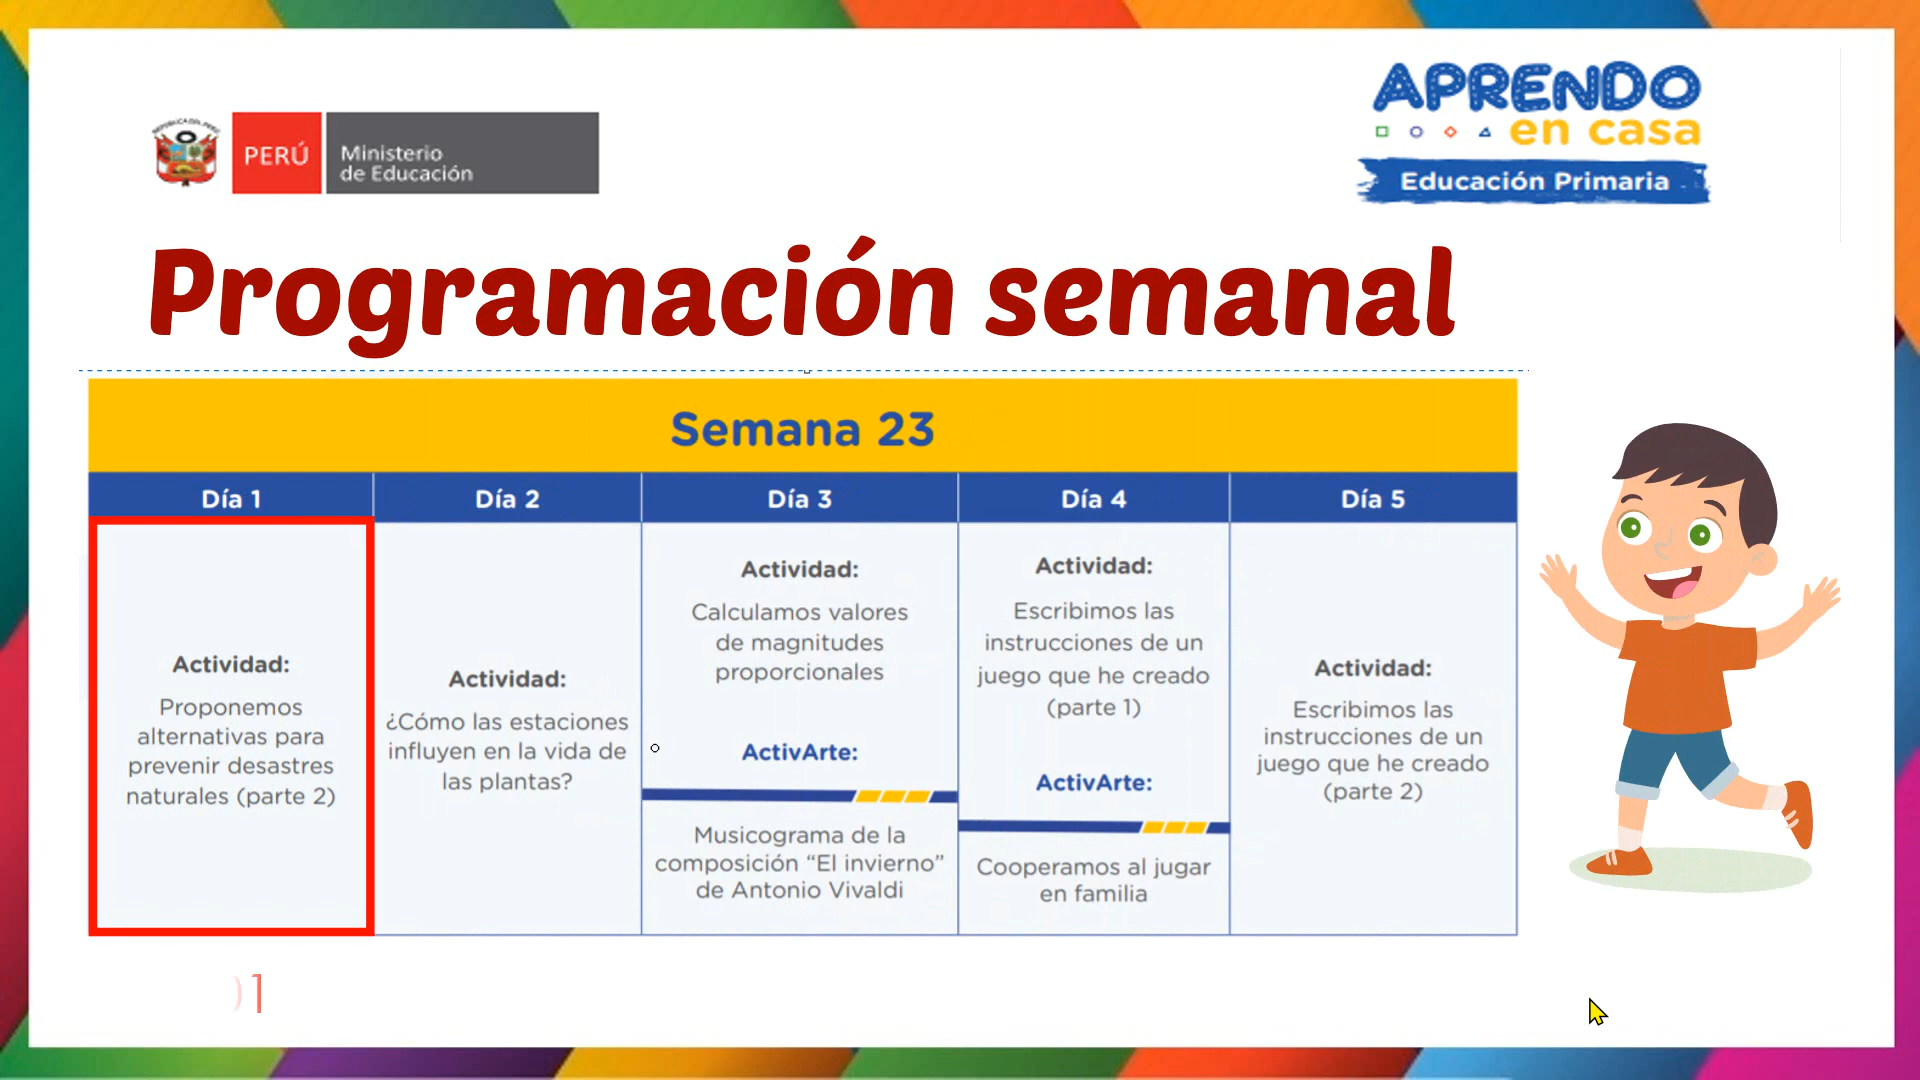 REPÚBLICA DEL PERÚ
PERÚ
Ministerio
de Educación
APRENDO
en casa
Educación Primaria
Programación semanal
Semana 23
Día 1
Día 2
Día 3
Día 4
Día 5
Actividad:
Proponemos
alternativas para
prevenir desastres
naturales (parte 2)
Actividad:
¿Cómo las estaciones
influyen en la vida de
las plantas?
Actividad:
Calculamos valores
de magnitudes
proporcionales
ActivArte:
Musicograma de la
composición “El invierno”
de Antonio Vivaldi
Actividad:
Escribimos las
instrucciones de un
juego que he creado
(parte 1)
ActivArte:
Cooperamos al jugar
en familia
Actividad:
Escribimos las
instrucciones de un
juego que he creado
(parte 2)